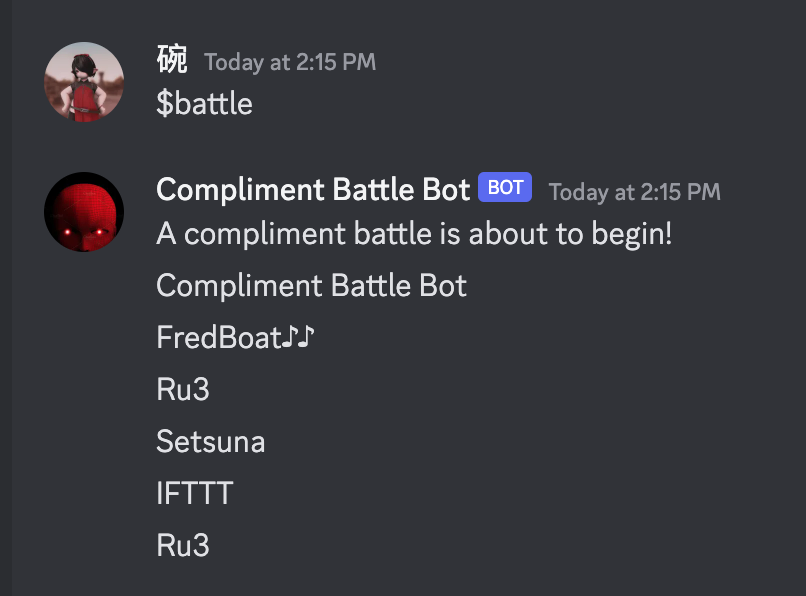 碗 Today at 2:15 PM
$battle
Compliment Battle Bot BOT Today at 2:15 PM
A compliment battle is about to begin!
Compliment Battle Bot
FredBoat♪♪
Ru3
Setsuna
IFTTT
Ru3